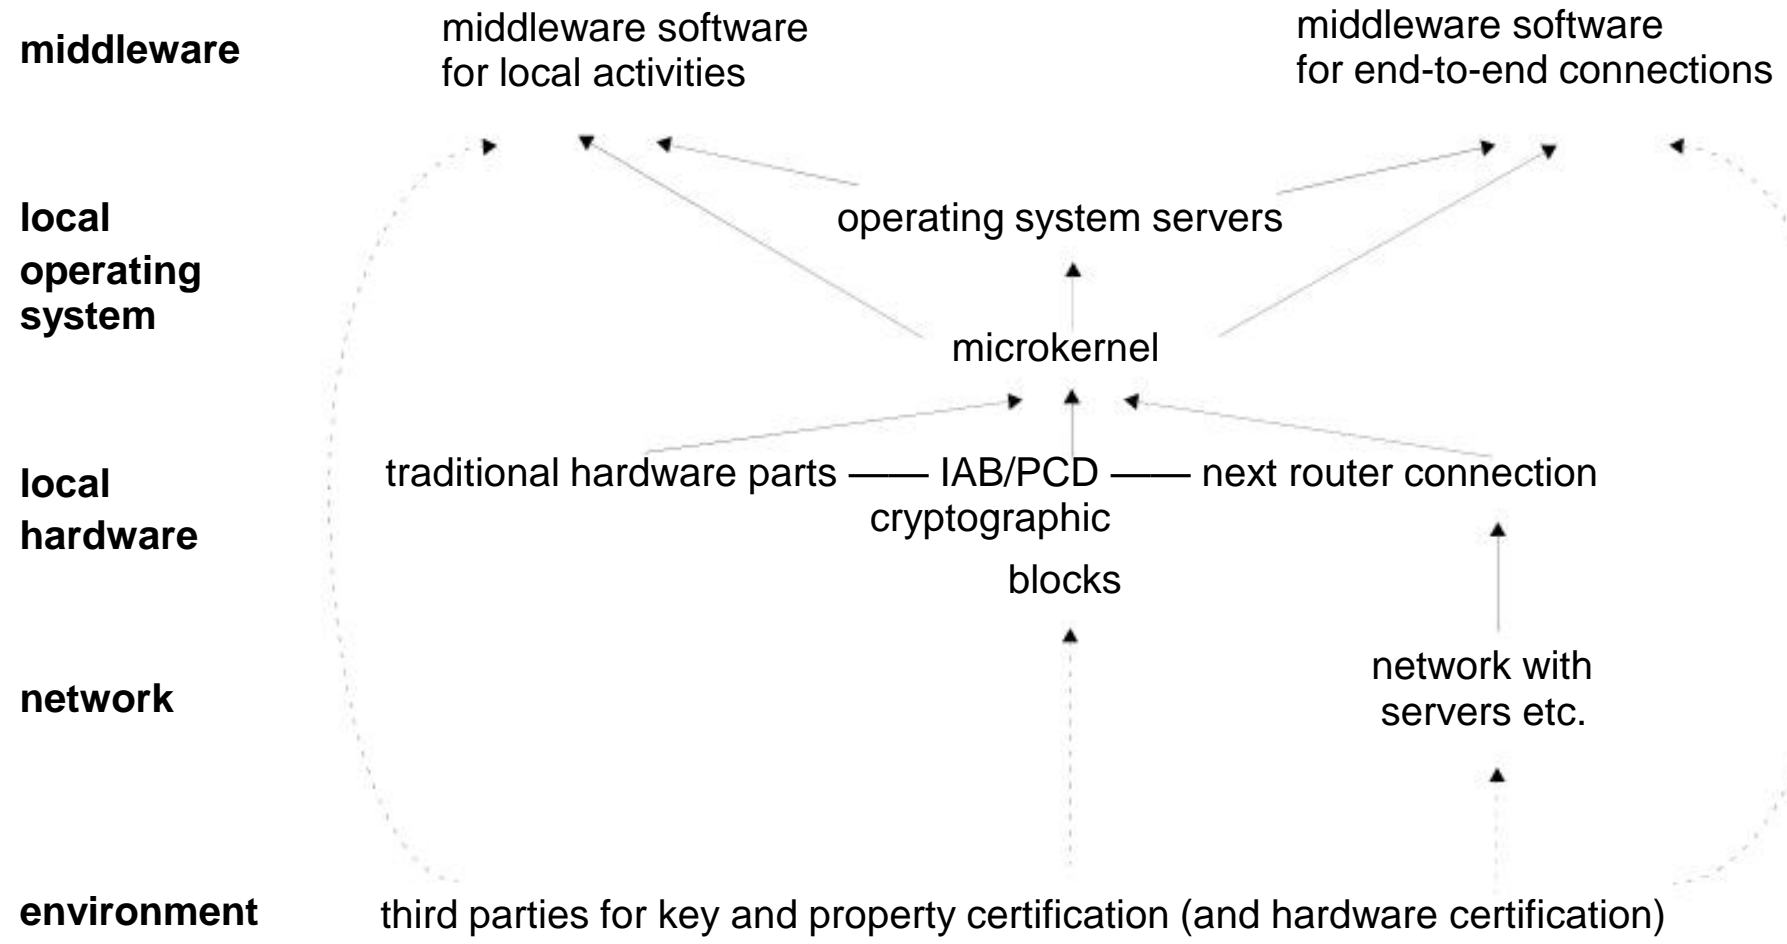 middleware
middleware software
for local activities
middleware software
for end-to-end connections
local
operating
system
operating system servers
microkernel
local
hardware
traditional hardware parts —— IAB/PCD —— next router connection
cryptographic
blocks
network
network with
servers etc.
environment
third parties for key and property certification (and hardware certification)